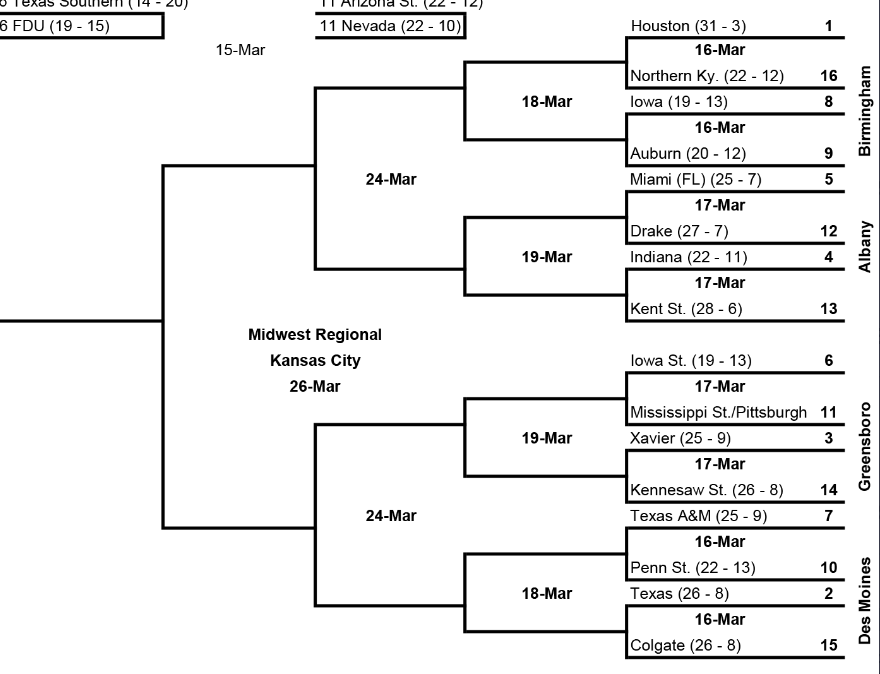 6 Texas Southern (14 - 20)
11 Arizona St. (22 - 12)
6 FDU (19 - 15)
11 Nevada (22 - 10)
15-Mar
Houston (31 - 3) 1
16-Mar
Northern Ky. (22 - 12) 16
18-Mar
Iowa (19 - 13) 8
16-Mar
Auburn (20 - 12) 9
Birmingham
24-Mar
Miami (FL) (25 - 7) 5
17-Mar
Drake (27 - 7) 12
19-Mar
Indiana (22 - 11) 4
17-Mar
Kent St. (28 - 6) 13
Albany
Midwest Regional
Kansas City
26-Mar
Iowa St. (19 - 13) 6
17-Mar
Mississippi St./Pittsburgh 11
19-Mar
Xavier (25 - 9) 3
17-Mar
Kennesaw St. (26 - 8) 14
Greensboro
24-Mar
Texas A&M (25 - 9) 7
16-Mar
Penn St. (22 - 13) 10
18-Mar
Texas (26 - 8) 2
16-Mar
Colgate (26 - 8) 15
Des Moines